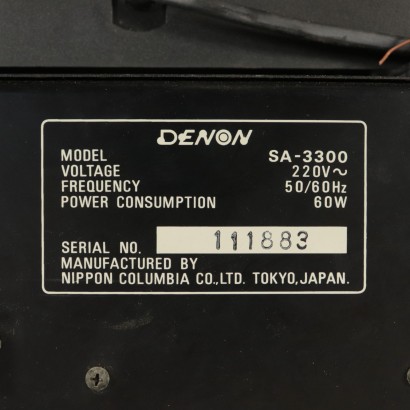 DENON
MODEL SA-3300
VOLTAGE 220V~
FREQUENCY 50/60Hz
POWER CONSUMPTION 60W
SERIAL NO. 111883
MANUFACTURED BY
NIPPON COLUMBIA CO.,LTD. TOKYO,JAPAN.